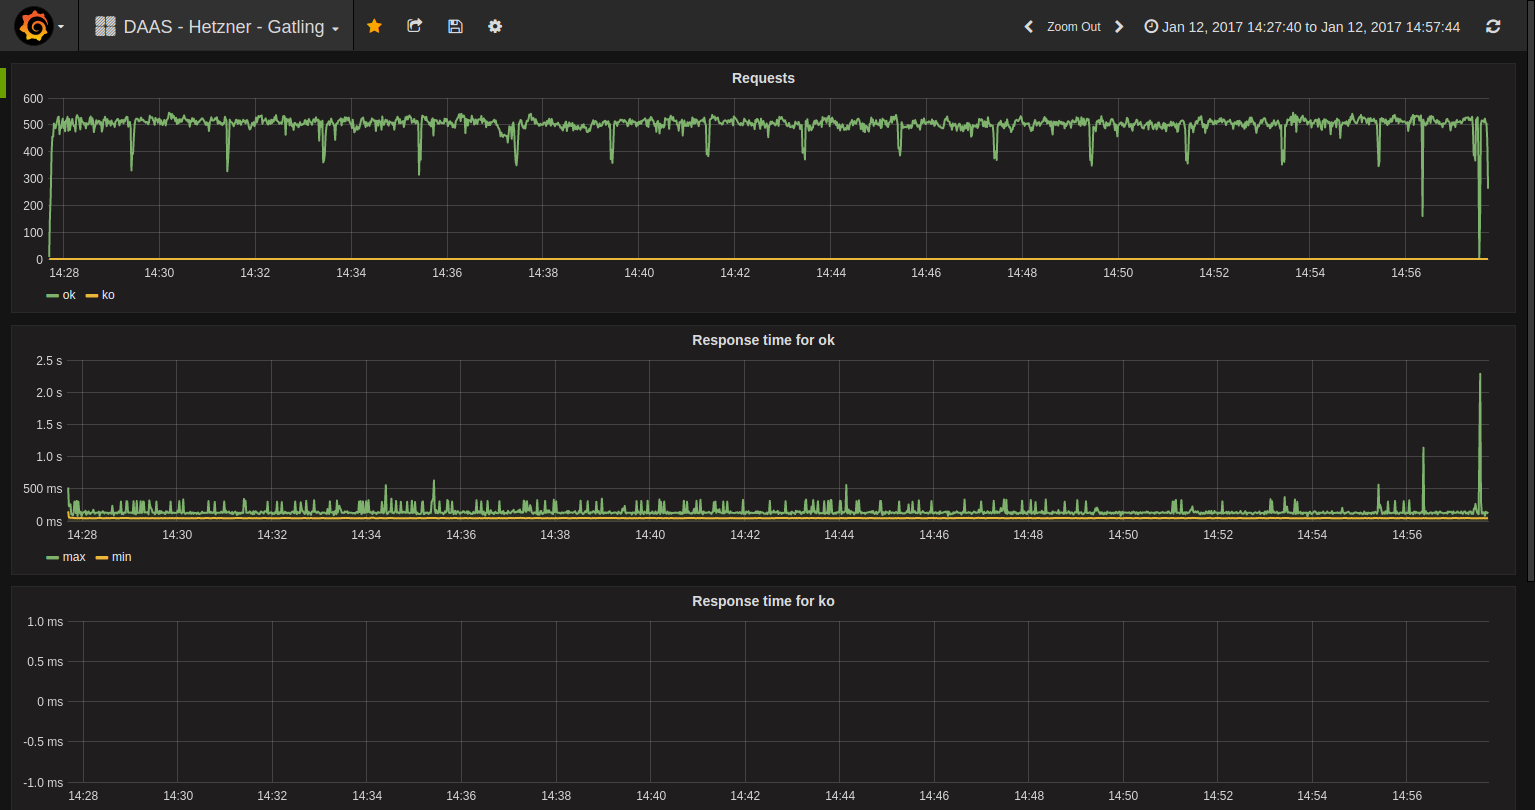 DAAS - Hetzner - Gatling
Zoom Out
Jan 12, 2017 14:27:40 to Jan 12, 2017 14:57:44
Requests
600
500
400
300
200
100
0
14:28 14:30 14:32 14:34 14:36 14:38 14:40 14:42 14:44 14:46 14:48 14:50 14:52 14:54 14:56
ok ko
Response time for ok
2.5 s
2.0 s
1.5 s
1.0 s
500 ms
0 ms
14:28 14:30 14:32 14:34 14:36 14:38 14:40 14:42 14:44 14:46 14:48 14:50 14:52 14:54 14:56
max min
Response time for ko
1.0 ms
0.5 ms
0 ms
-0.5 ms
-1.0 ms
14:28 14:30 14:32 14:34 14:36 14:38 14:40 14:42 14:44 14:46 14:48 14:50 14:52 14:54 14:56